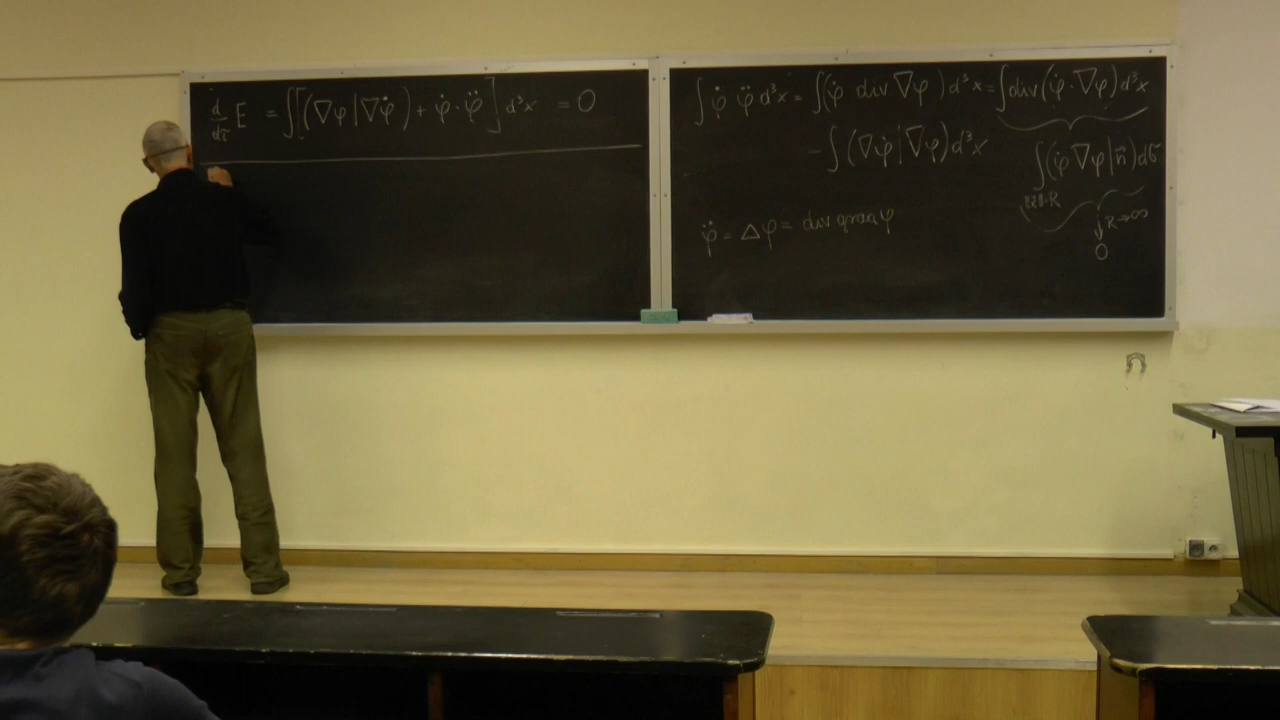 d/dτ E = ∫[(∇φ|∇φ̇) + φ̇·φ̈] d³x = 0
∫ φ̇ φ̈ d³x = ∫(φ̇ div ∇φ) d³x = ∫div(φ̇·∇φ)d³x
- ∫(∇φ̇|∇φ)d³x
∫(φ̇∇φ|n⃗)dσ
R→∞
0
φ̈ = Δφ = div grad φ